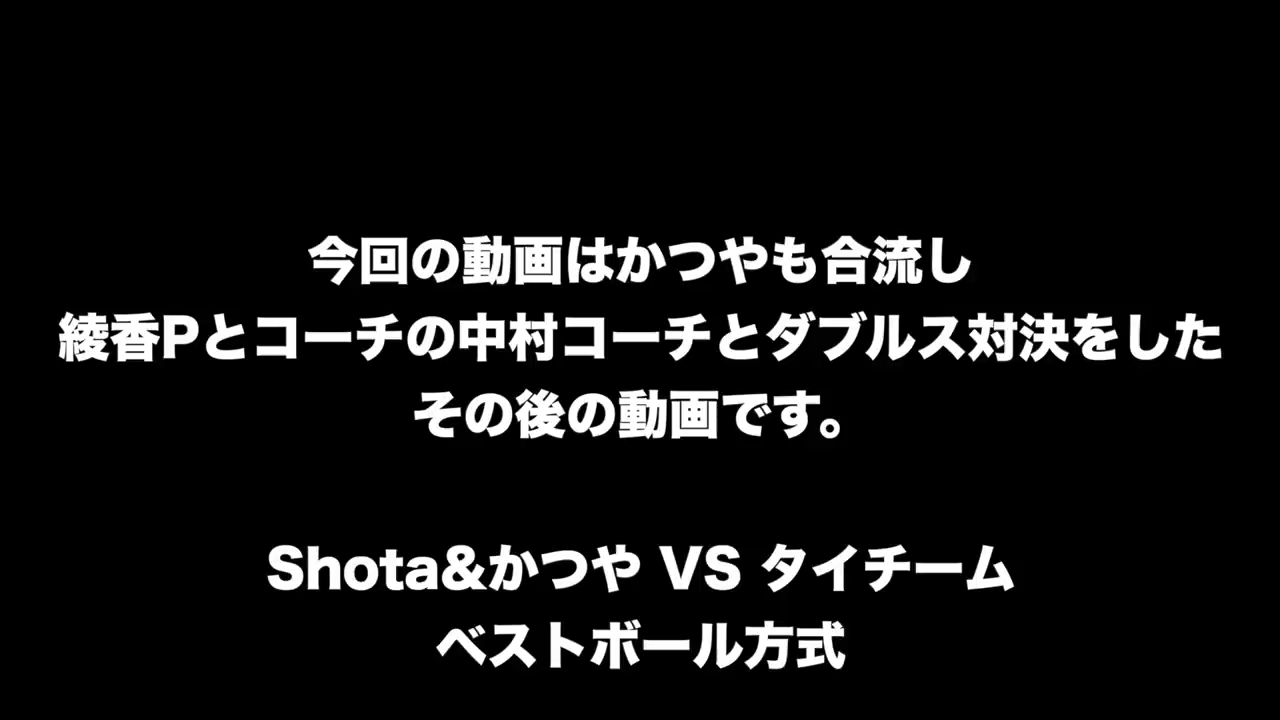 今回の動画はかつやも合流し
綾香Pとコーチの中村コーチとダブルス対決をした
その後の動画です。
Shota&かつや VS タイチーム
ベストボール方式